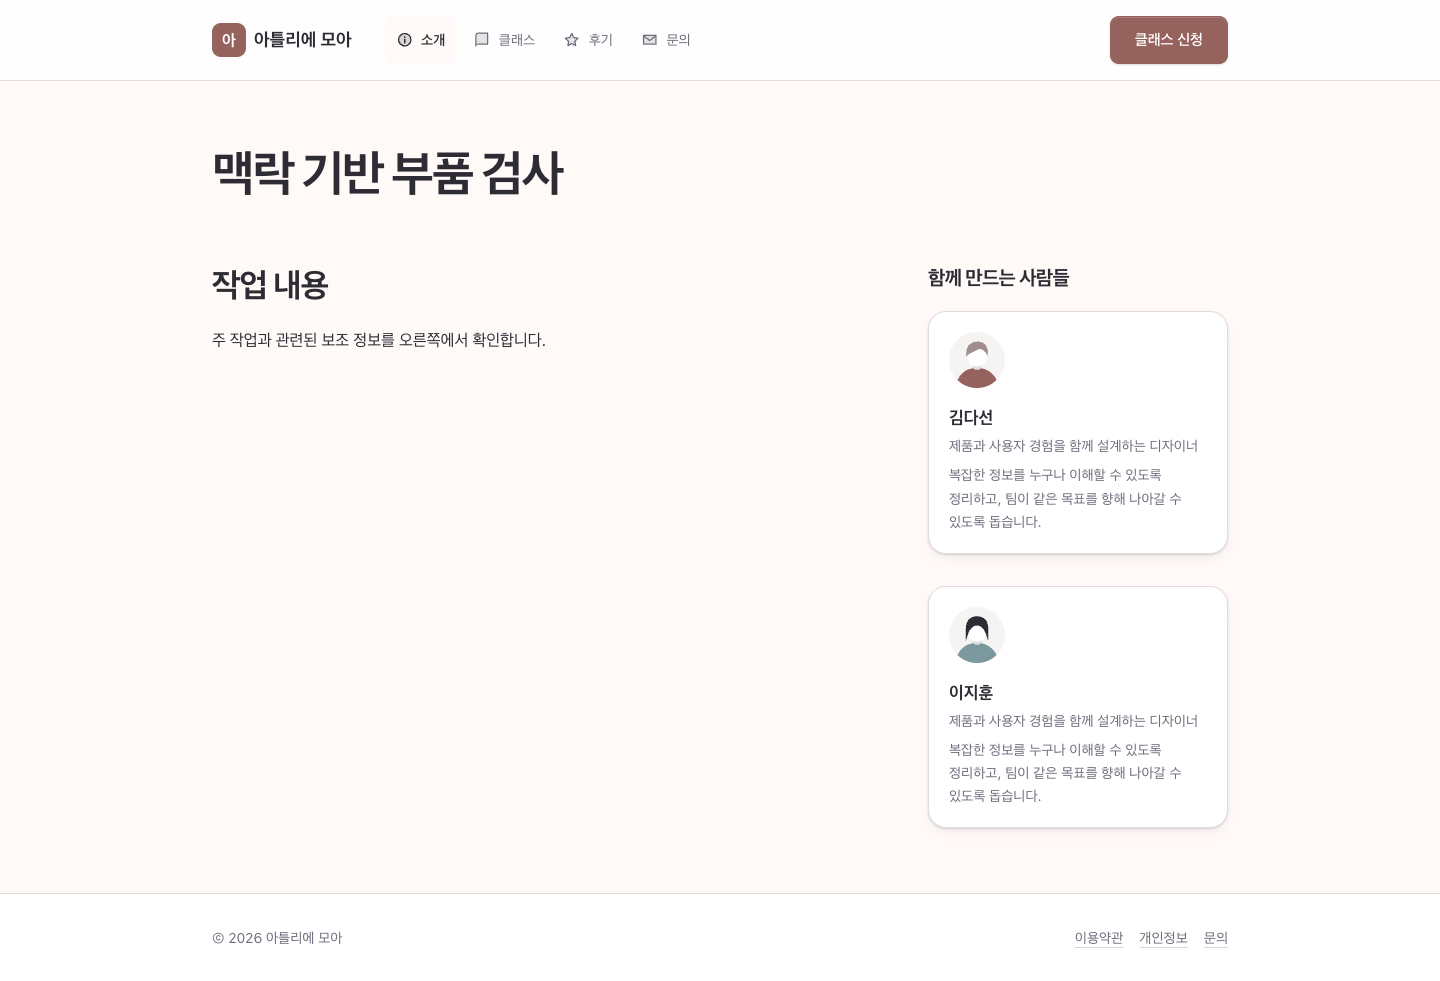 아 아틀리에 모아 소개 클래스 후기 문의 클래스 신청
맥락 기반 부품 검사
작업 내용
주 작업과 관련된 보조 정보를 오른쪽에서 확인합니다.
함께 만드는 사람들
김다선
제품과 사용자 경험을 함께 설계하는 디자이너
복잡한 정보를 누구나 이해할 수 있도록
정리하고, 팀이 같은 목표를 향해 나아갈 수
있도록 돕습니다.
이지훈
제품과 사용자 경험을 함께 설계하는 디자이너
복잡한 정보를 누구나 이해할 수 있도록
정리하고, 팀이 같은 목표를 향해 나아갈 수
있도록 돕습니다.
© 2026 아틀리에 모아 이용약관 개인정보 문의